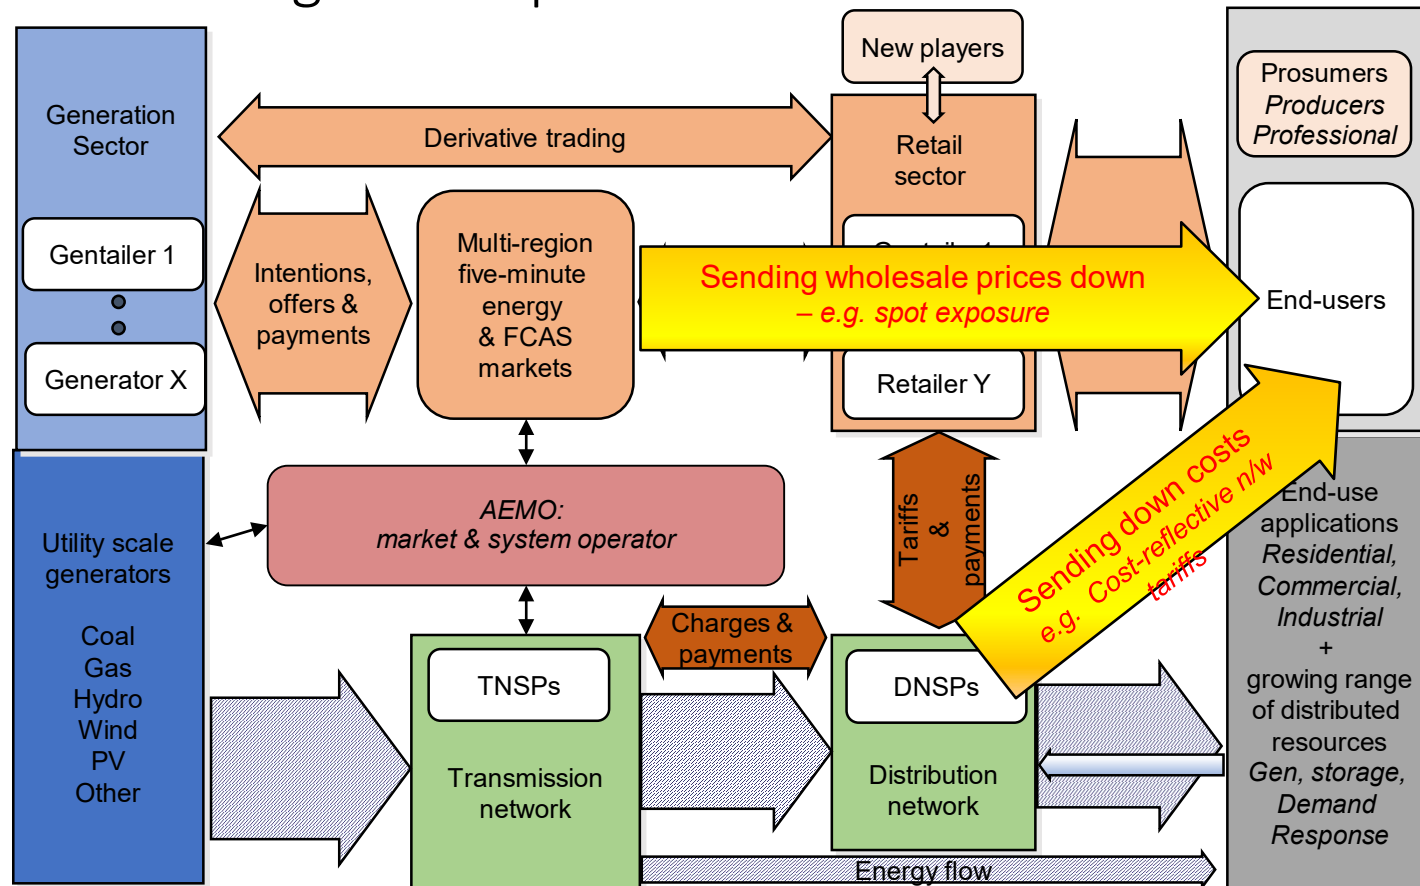 New players
Prosumers
Producers
Professional
Generation
Sector
Derivative trading
Retail
sector
Gentailer 1
Intentions,
offers &
payments
Multi-region
five-minute
energy
& FCAS
markets
Sending wholesale prices down
– e.g. spot exposure
End-users
Generator X
Retailer Y
AEMO:
market & system operator
Tariffs
&
payments
Sending down costs
e.g. Cost-reflective n/w
tariffs
Utility scale
generators
Coal
Gas
Hydro
Wind
PV
Other
Charges &
payments
TNSPs
Transmission
network
DNSPs
Distribution
network
End-use
applications
Residential,
Commercial,
Industrial
+
growing range
of distributed
resources
Gen, storage,
Demand
Response
Energy flow